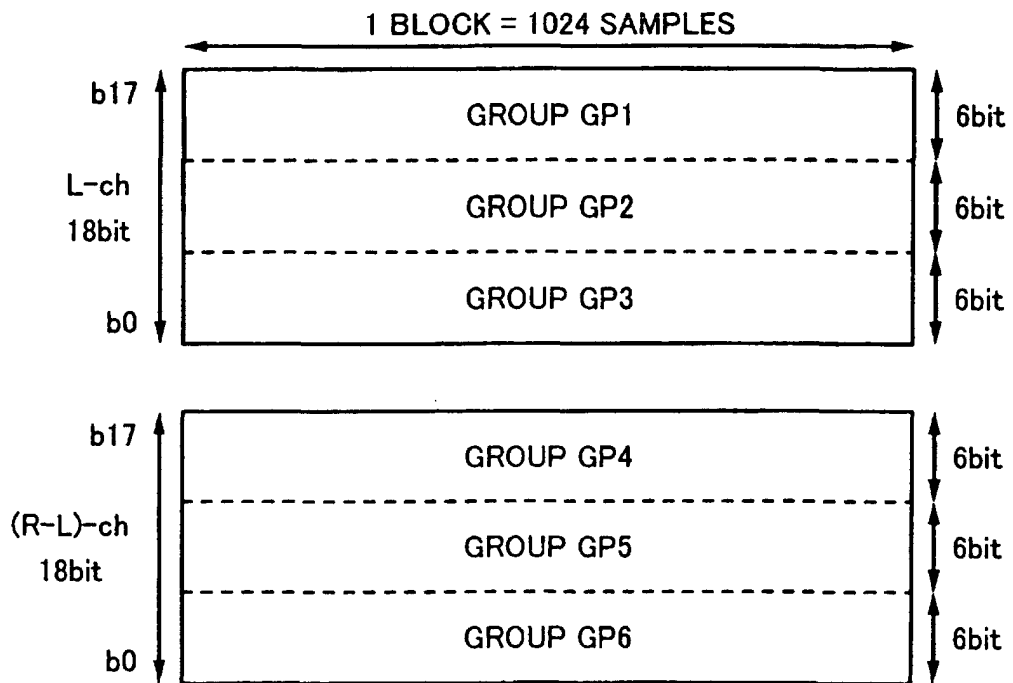 1 BLOCK = 1024 SAMPLES
b17
GROUP GP1
6bit
L-ch
18bit
GROUP GP2
6bit
GROUP GP3
6bit
b0
b17
GROUP GP4
6bit
(R-L)-ch
18bit
GROUP GP5
6bit
GROUP GP6
6bit
b0